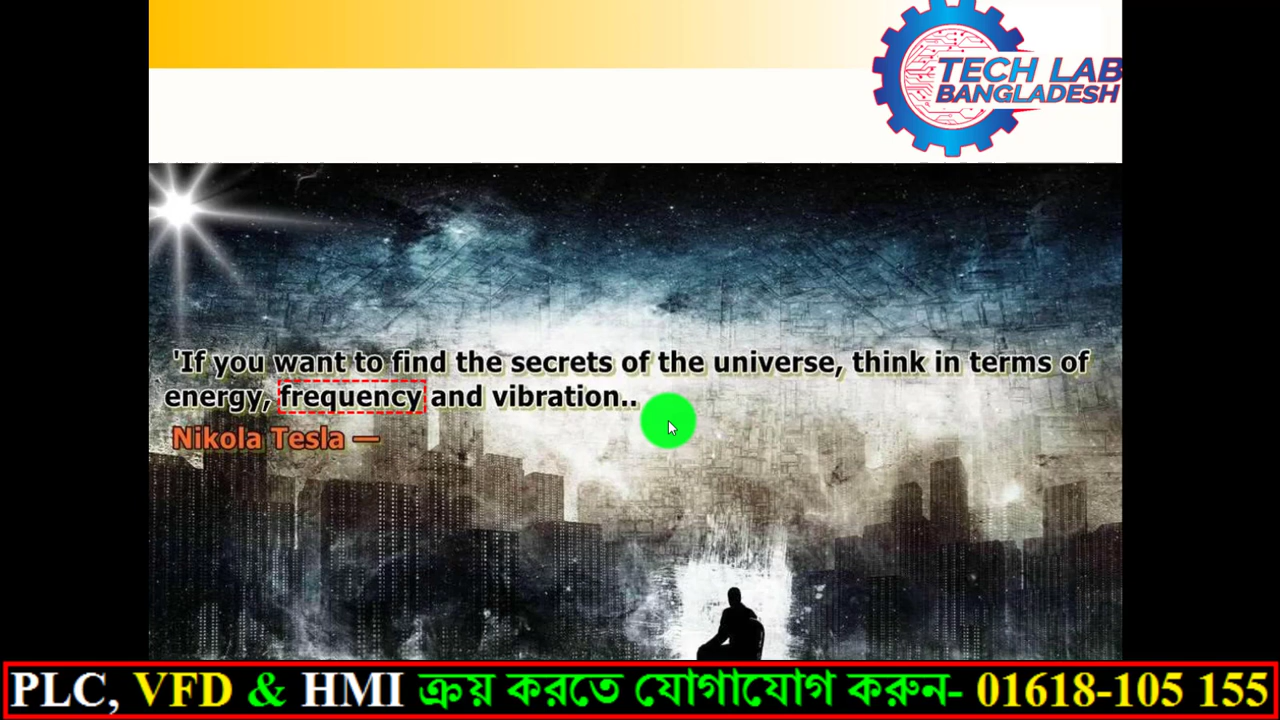 TECH LAB
BANGLADESH
'If you want to find the secrets of the universe, think in terms of
energy, frequency and vibration..
Nikola Tesla —
PLC, VFD & HMI ক্রয় করতে যোগাযোগ করুন- 01618-105 155